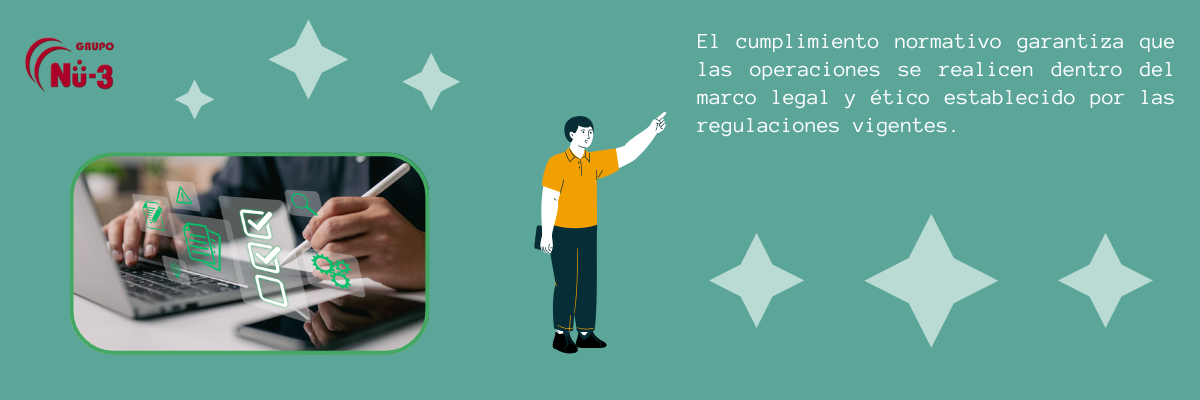 GRUPO
Nü-3
El cumplimiento normativo garantiza que
las operaciones se realicen dentro del
marco legal y ético establecido por las
regulaciones vigentes.